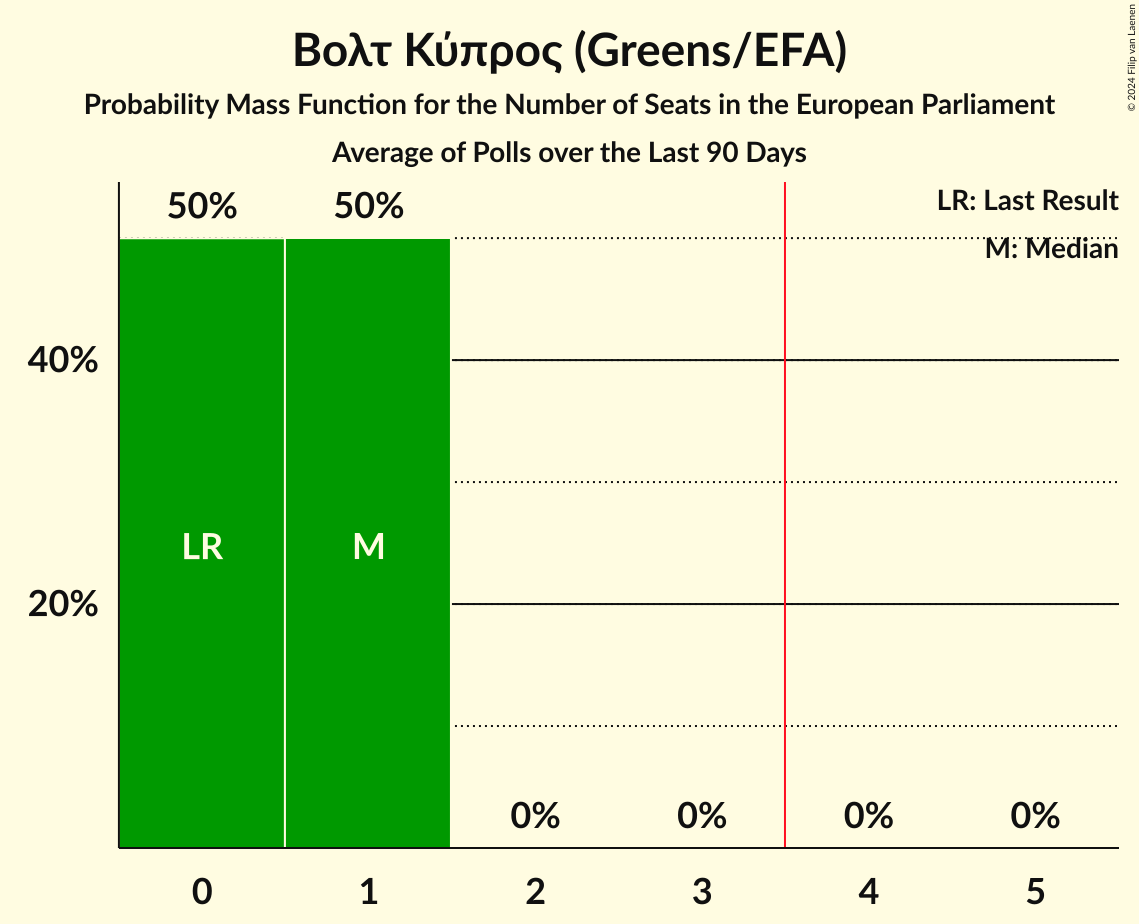 Βολτ Κύπρος (Greens/EFA)
Probability Mass Function for the Number of Seats in the European Parliament
Average of Polls over the Last 90 Days
© 2024 Filip van Laenen
LR: Last Result
M: Median
50% 50%
40%
LR M
20%
0% 0% 0% 0%
0 1 2 3 4 5